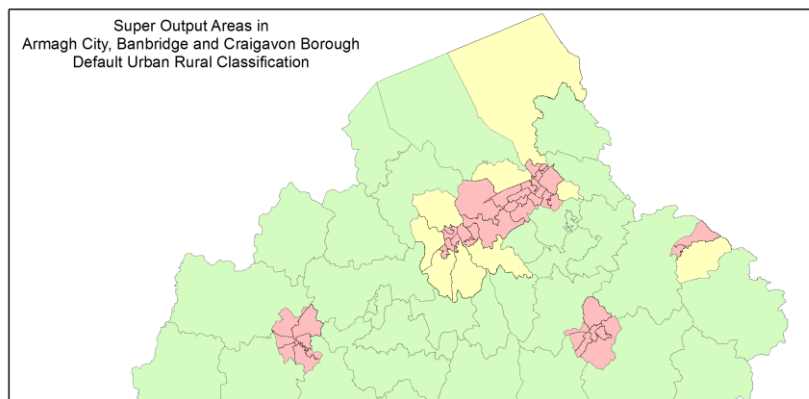 Super Output Areas in
Armagh City, Banbridge and Craigavon Borough
Default Urban Rural Classification